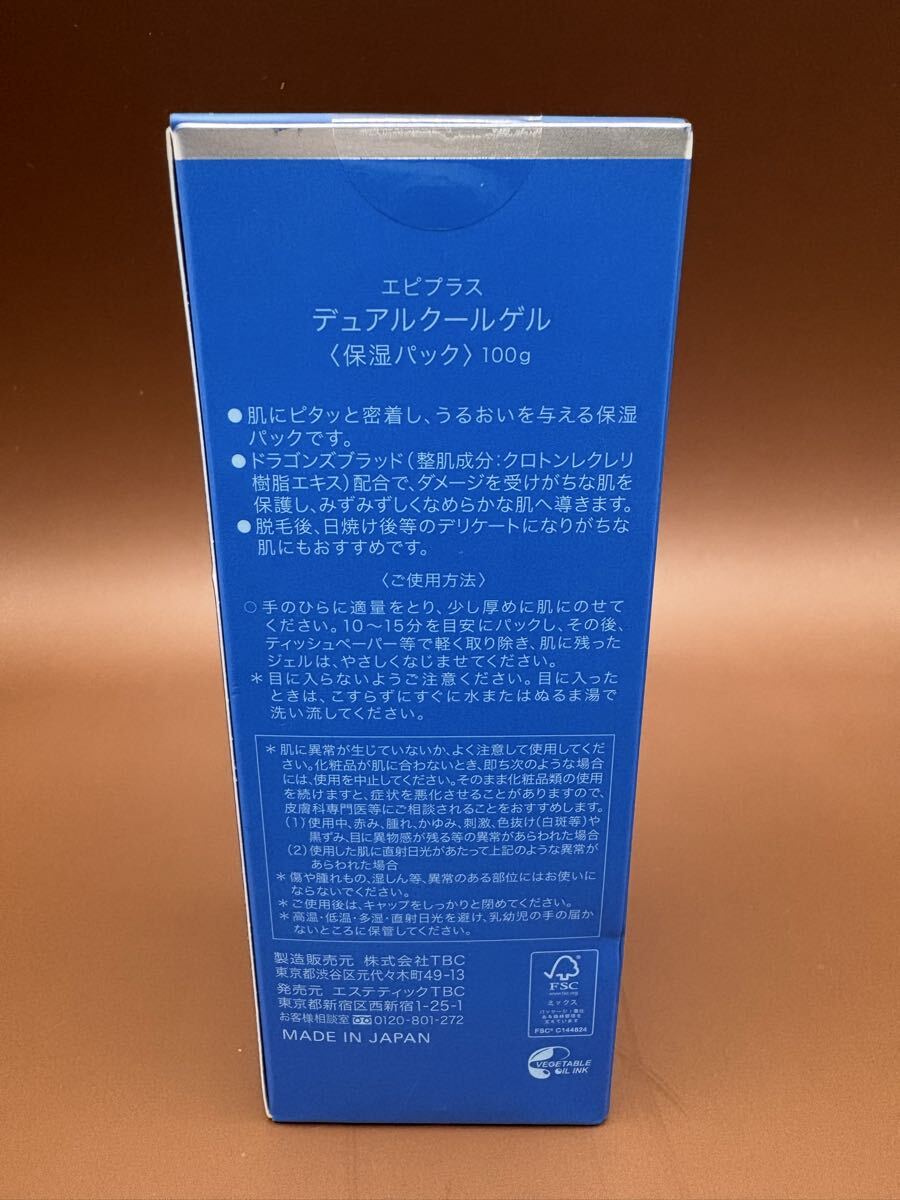 エピプラス
デュアルクールゲル
〈保湿パック〉100g
●肌にピタッと密着し、うるおいを与える保湿
パックです。
●ドラゴンズブラッド（整肌成分：クロトンレクレリ
樹脂エキス）配合で、ダメージを受けがちな肌を
保護し、みずみずしくなめらかな肌へ導きます。
●脱毛後、日焼け後等のデリケートになりがちな
肌にもおすすめです。
〈ご使用方法〉
○手のひらに適量をとり、少し厚めに肌にのせて
ください。10〜15分を目安にパックし、その後、
ティッシュペーパー等で軽く取り除き、肌に残った
ジェルは、やさしくなじませてください。
＊目に入らないようご注意ください。目に入った
ときは、こすらずにすぐに水またはぬるま湯で
洗い流してください。
＊肌に異常が生じていないか、よく注意して使用してくだ
さい。化粧品が肌に合わないとき、即ち次のような場合
には、使用を中止してください。そのまま化粧品類の使用
を続けますと、症状を悪化させることがありますので、
皮膚科専門医等にご相談されることをおすすめします。
（1）使用中、赤み、腫れ、かゆみ、刺激、色抜け（白斑等）や
黒ずみ、目に異物感が残る等の異常があらわれた場合
（2）使用した肌に直射日光があたって上記のような異常が
あらわれた場合
＊傷や腫れもの、湿しん等、異常のある部位にはお使いに
ならないでください。
＊ご使用後は、キャップをしっかりと閉めてください。
＊高温・低温・多湿・直射日光を避け、乳幼児の手の届か
ないところに保管してください。
製造販売元 株式会社TBC
東京都渋谷区元代々木町49-13
発売元 エステティックTBC
東京都新宿区西新宿1-25-1
お客様相談室 0120-801-272
MADE IN JAPAN
FSC
www.fsc.org
ミックス
FSC® C144824
VEGETABLE
OIL INK